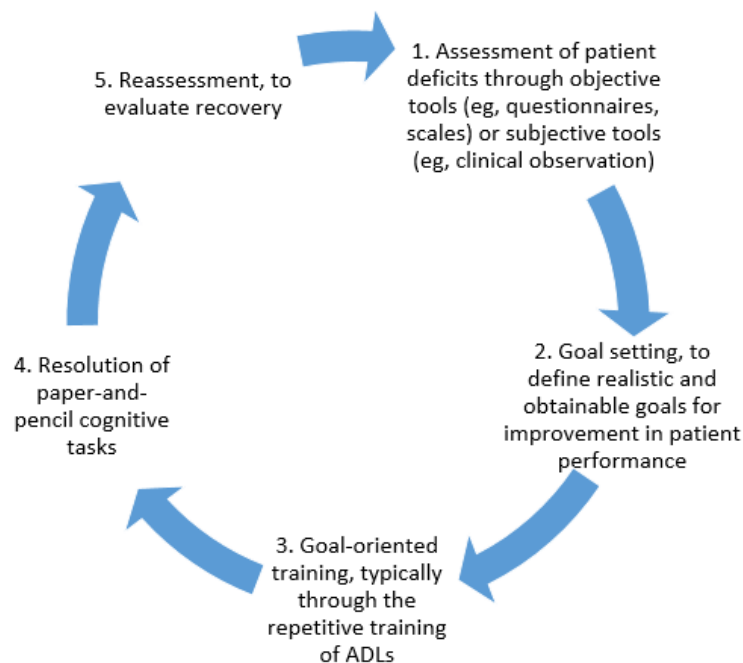 1. Assessment of patient
deficits through objective
tools (eg, questionnaires,
scales) or subjective tools
(eg, clinical observation)
2. Goal setting, to
define realistic and
obtainable goals for
improvement in patient
performance
3. Goal-oriented
training, typically
through the
repetitive training
of ADLs
4. Resolution of
paper-and-
pencil cognitive
tasks
5. Reassessment, to
evaluate recovery